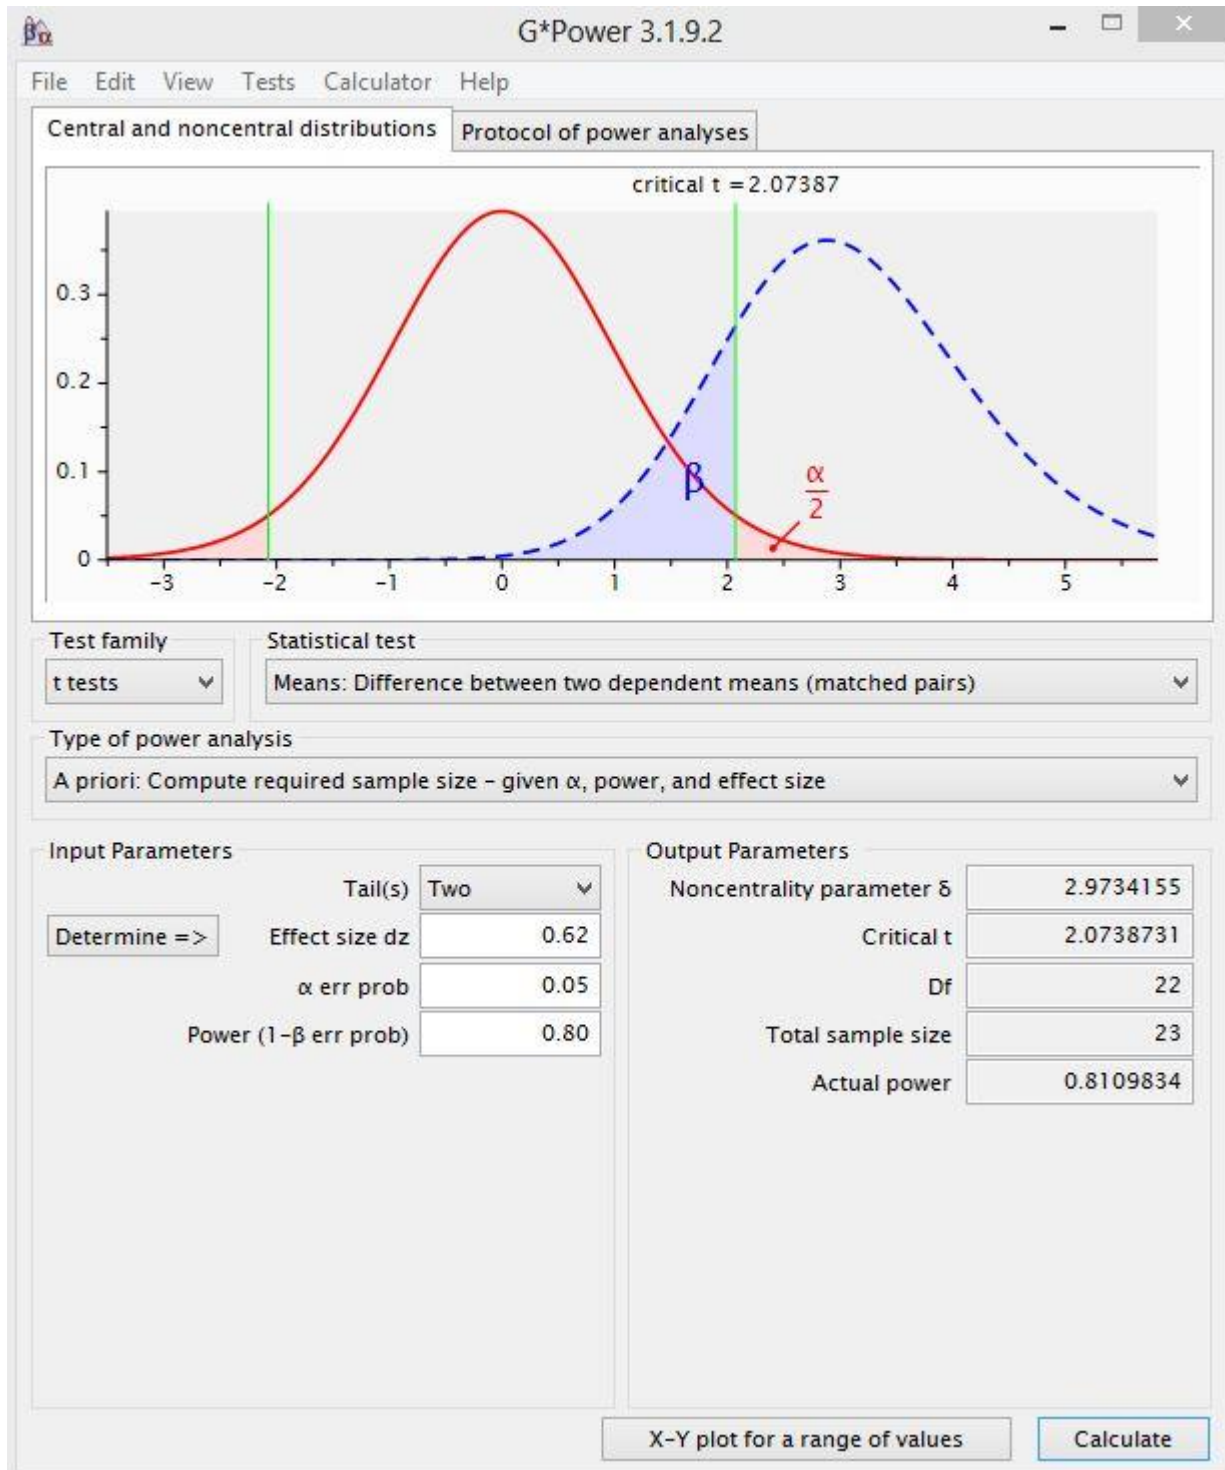 G*Power 3.1.9.2
File Edit View Tests Calculator Help
Central and noncentral distributions Protocol of power analyses
critical t = 2.07387
0.3
0.2
0.1
0
β
α
2
-3 -2 -1 0 1 2 3 4 5
Test family Statistical test
t tests Means: Difference between two dependent means (matched pairs)
Type of power analysis
A priori: Compute required sample size - given α, power, and effect size
Input Parameters
Tail(s) Two
Determine => Effect size dz 0.62
α err prob 0.05
Power (1-β err prob) 0.80
Output Parameters
Noncentrality parameter δ 2.9734155
Critical t 2.0738731
Df 22
Total sample size 23
Actual power 0.8109834
X-Y plot for a range of values Calculate